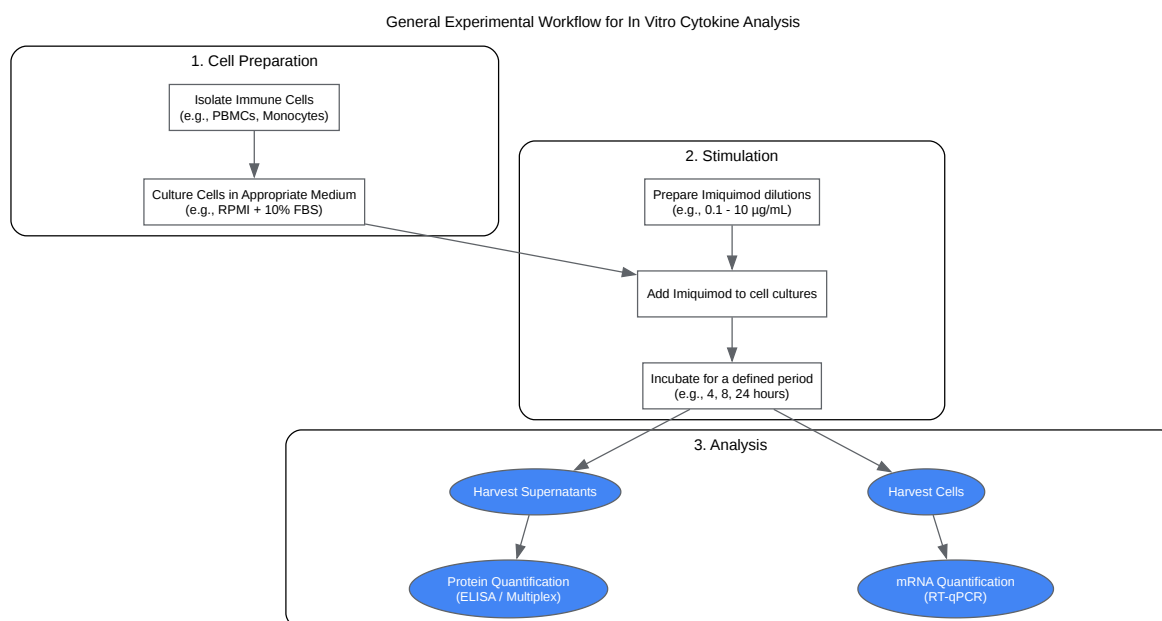 General Experimental Workflow for In Vitro Cytokine Analysis
1. Cell Preparation
Isolate Immune Cells
(e.g., PBMCs, Monocytes)
Culture Cells in Appropriate Medium
(e.g., RPMI + 10% FBS)
2. Stimulation
Prepare Imiquimod dilutions
(e.g., 0.1 - 10 µg/mL)
Add Imiquimod to cell cultures
Incubate for a defined period
(e.g., 4, 8, 24 hours)
3. Analysis
Harvest Supernatants
Harvest Cells
Protein Quantification
(ELISA / Multiplex)
mRNA Quantification
(RT-qPCR)